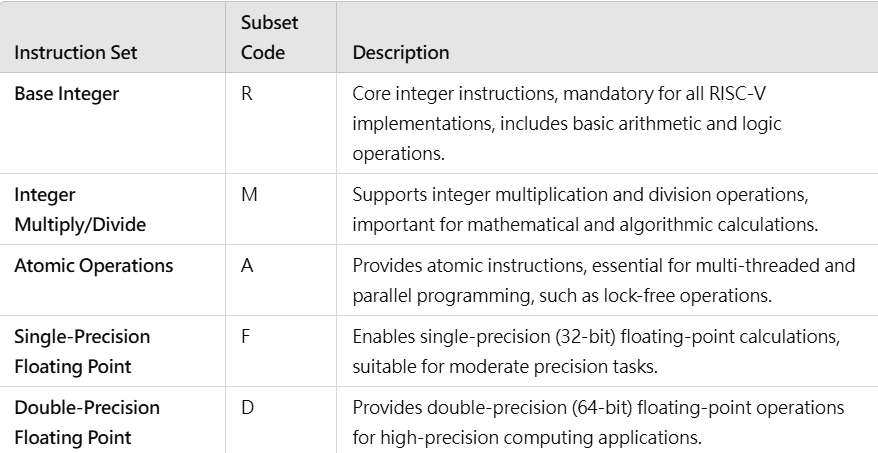 Instruction Set Subset Code Description
Base Integer R Core integer instructions, mandatory for all RISC-V
implementations, includes basic arithmetic and logic
operations.
Integer Multiply/Divide M Supports integer multiplication and division operations,
important for mathematical and algorithmic calculations.
Atomic Operations A Provides atomic instructions, essential for multi-threaded and
parallel programming, such as lock-free operations.
Single-Precision Floating Point F Enables single-precision (32-bit) floating-point calculations,
suitable for moderate precision tasks.
Double-Precision Floating Point D Provides double-precision (64-bit) floating-point operations
for high-precision computing applications.